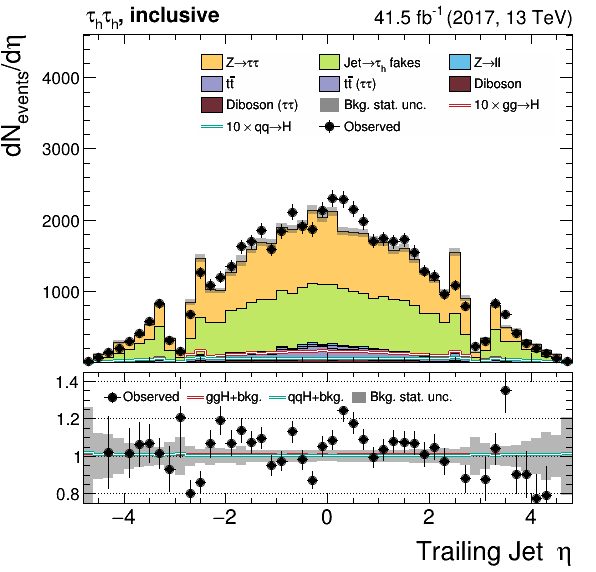 τhτh, inclusive
41.5 fb⁻¹ (2017, 13 TeV)
dNevents/dη
4000
3000
2000
1000
Z→ττ
Jet→τh fakes
Z→ll
tt̄
tt̄ (ττ)
Diboson
Diboson (ττ)
Bkg. stat. unc.
10×gg→H
10×qq→H
Observed
1.4
1.2
1
0.8
Observed
ggH+bkg.
qqH+bkg.
Bkg. stat. unc.
−4 −2 0 2 4
Trailing Jet η